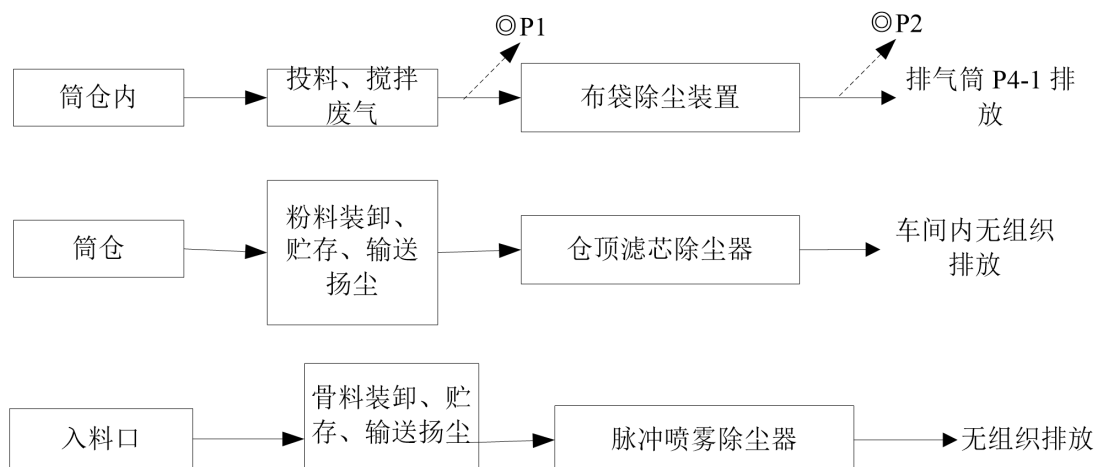 ◎P1
◎P2
筒仓内
投料、搅拌
废气
布袋除尘装置
排气筒 P4-1 排
放
筒仓
粉料装卸、
贮存、输送
扬尘
仓顶滤芯除尘器
车间内无组织
排放
入料口
骨料装卸、贮
存、输送扬尘
脉冲喷雾除尘器
无组织排放